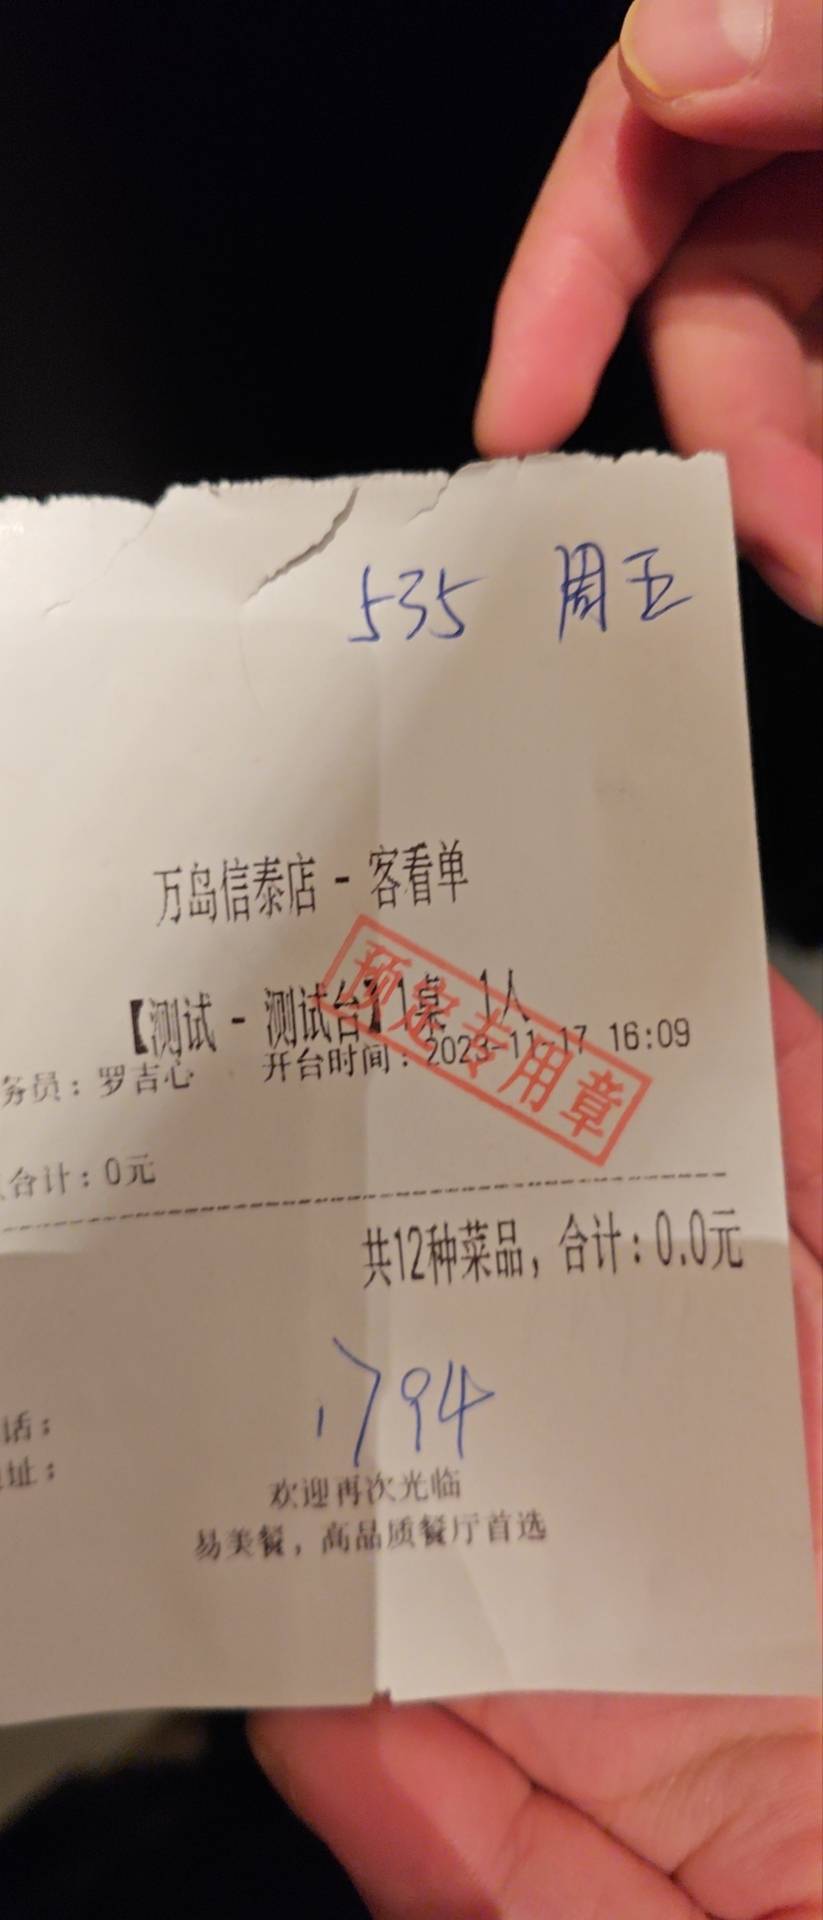 535 周五
万岛信泰店 - 客看单
【测试 - 测试台】1桌 1人
预定专用章
务员：罗吉心 开台时间：2023-11-17 16:09
合计：0元
共12种菜品，合计：0.0元
1794
话：
址：
欢迎再次光临
易美餐，高品质餐厅首选